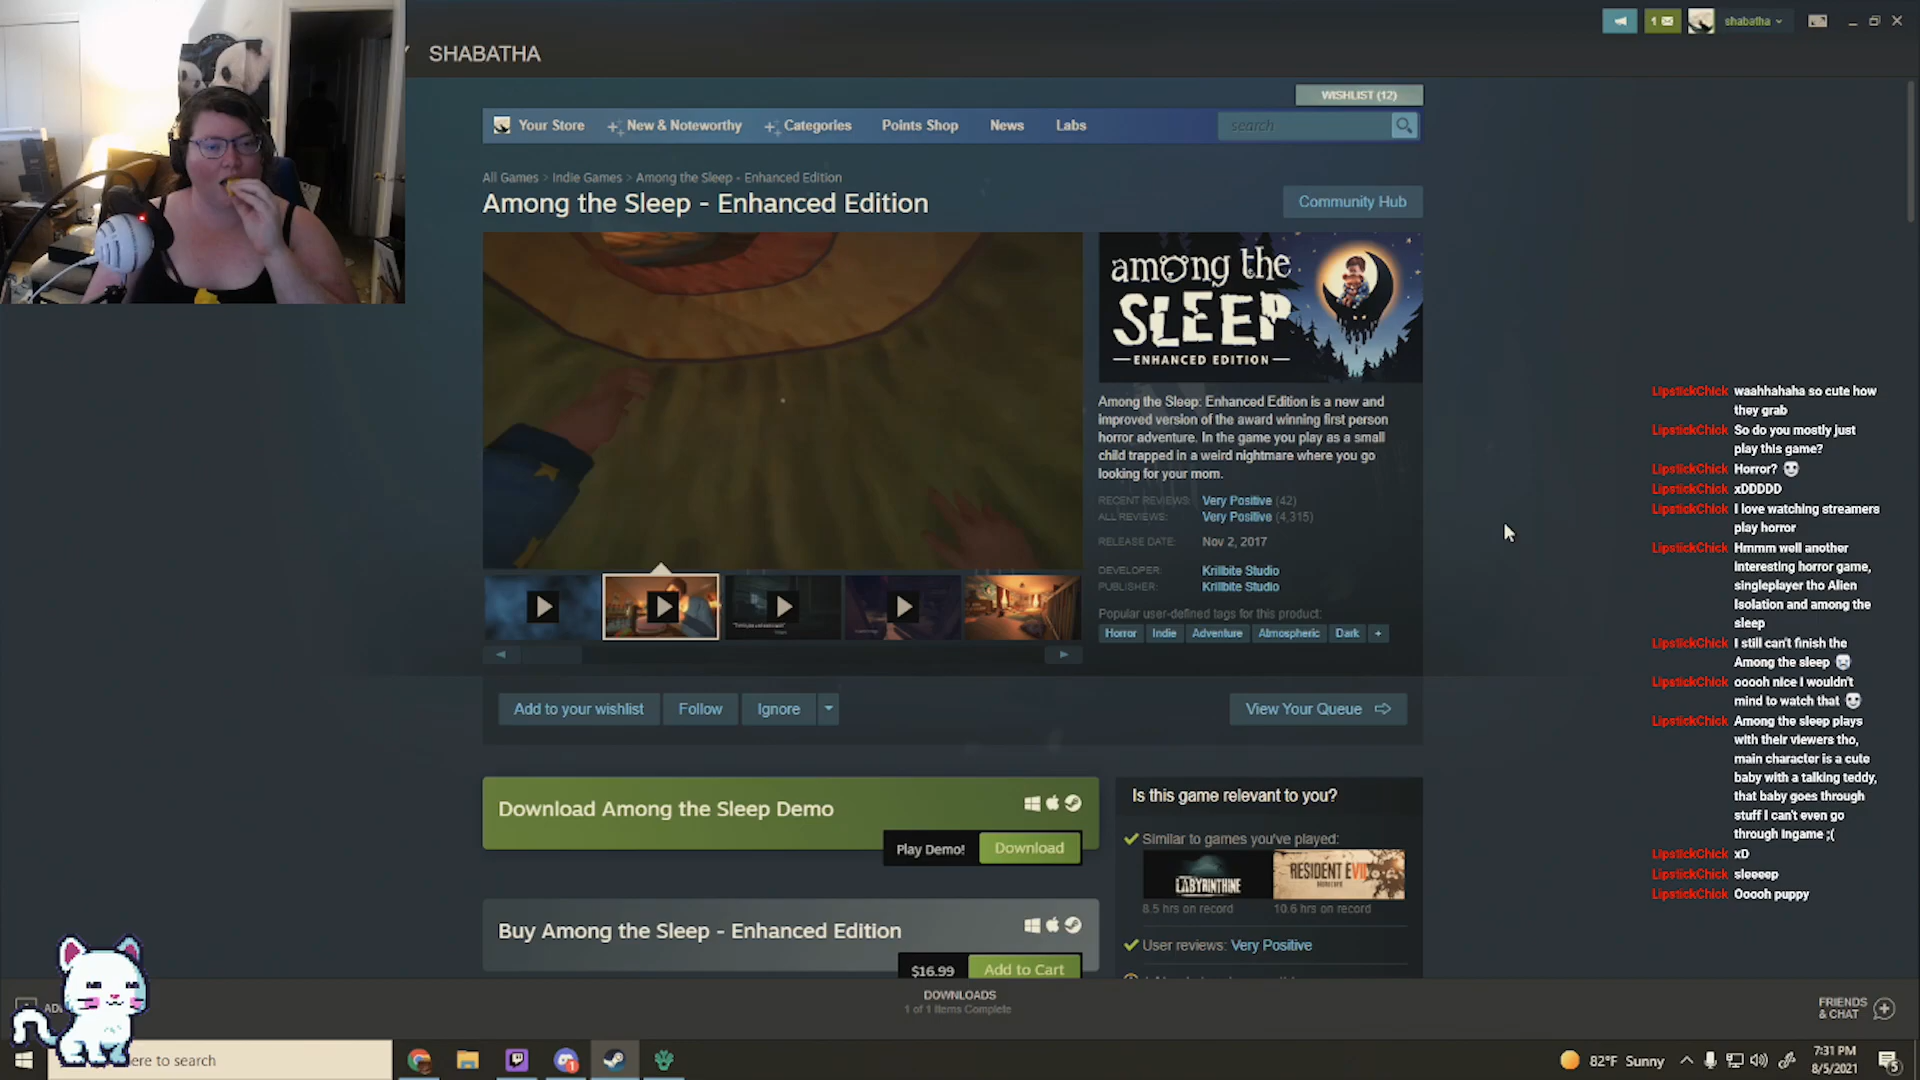 SHABATHA
1
shabatha
WISHLIST (12)
Your Store
New & Noteworthy
Categories
Points Shop
News
Labs
search
All Games > Indie Games > Among the Sleep - Enhanced Edition
Among the Sleep - Enhanced Edition
Community Hub
among the
SLEEP
ENHANCED EDITION
Among the Sleep: Enhanced Edition is a new and
improved version of the award winning first person
horror adventure. In the game you play as a small
child trapped in a weird nightmare where you go
looking for your mom.
RECENT REVIEWS: Very Positive (42)
ALL REVIEWS: Very Positive (4,315)
RELEASE DATE: Nov 2, 2017
DEVELOPER: Krillbite Studio
PUBLISHER: Krillbite Studio
Popular user-defined tags for this product:
Horror Indie Adventure Atmospheric Dark +
Add to your wishlist
Follow
Ignore
View Your Queue
Download Among the Sleep Demo
Play Demo!
Download
Buy Among the Sleep - Enhanced Edition
$16.99
Add to Cart
Is this game relevant to you?
Similar to games you've played:
LABYRINTHINE
RESIDENT EVIL
8.5 hrs on record
10.6 hrs on record
User reviews: Very Positive
LipstickChick waahhahaha so cute how
they grab
LipstickChick So do you mostly just
play this game?
LipstickChick Horror?
LipstickChick xDDDDD
LipstickChick I love watching streamers
play horror
LipstickChick Hmmm well another
interesting horror game,
singleplayer tho Alien
Isolation and among the
sleep
LipstickChick I still can't finish the
Among the sleep
LipstickChick ooooh nice I wouldn't
mind to watch that
LipstickChick Among the sleep plays
with their viewers tho,
main character is a cute
baby with a talking teddy,
that baby goes through
stuff I can't even go
through ingame ;(
LipstickChick xD
LipstickChick sleeeep
LipstickChick Ooooh puppy
DOWNLOADS
1 of 1 Items Complete
FRIENDS
& CHAT
here to search
82°F Sunny
7:31 PM
8/5/2021
5